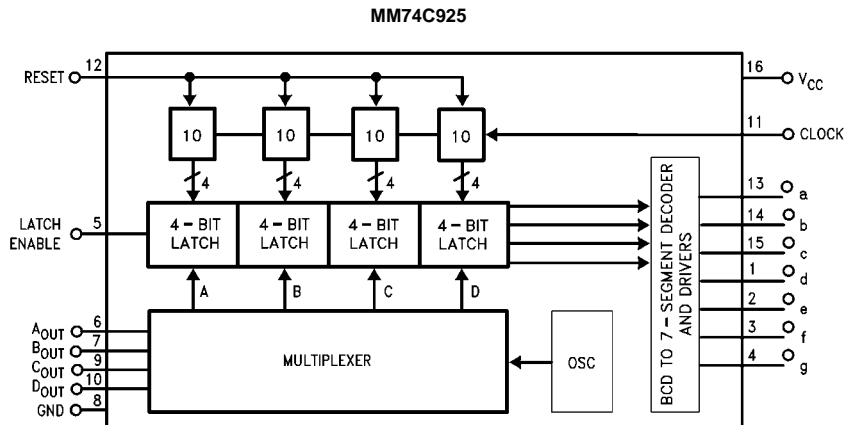 MM74C925
RESET 12
16 VCC
10 10 10 10
11 CLOCK
4 4 4 4
13 a
LATCH ENABLE 5
4-BIT LATCH
4-BIT LATCH
4-BIT LATCH
4-BIT LATCH
14 b
15 c
1 d
2 e
3 f
4 g
BCD TO 7-SEGMENT DECODER
AND DRIVERS
A B C D
AOUT 6
BOUT 7
COUT 9
DOUT 10
GND 8
MULTIPLEXER
OSC